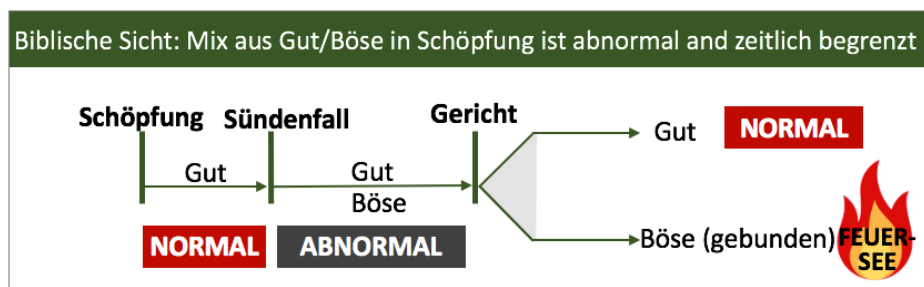 Biblische Sicht: Mix aus Gut/Böse in Schöpfung ist abnormal and zeitlich begrenzt
Schöpfung
Sündenfall
Gericht
Gut
Gut
Böse
NORMAL
ABNORMAL
Gut
NORMAL
Böse (gebunden)
FEUER-
SEE